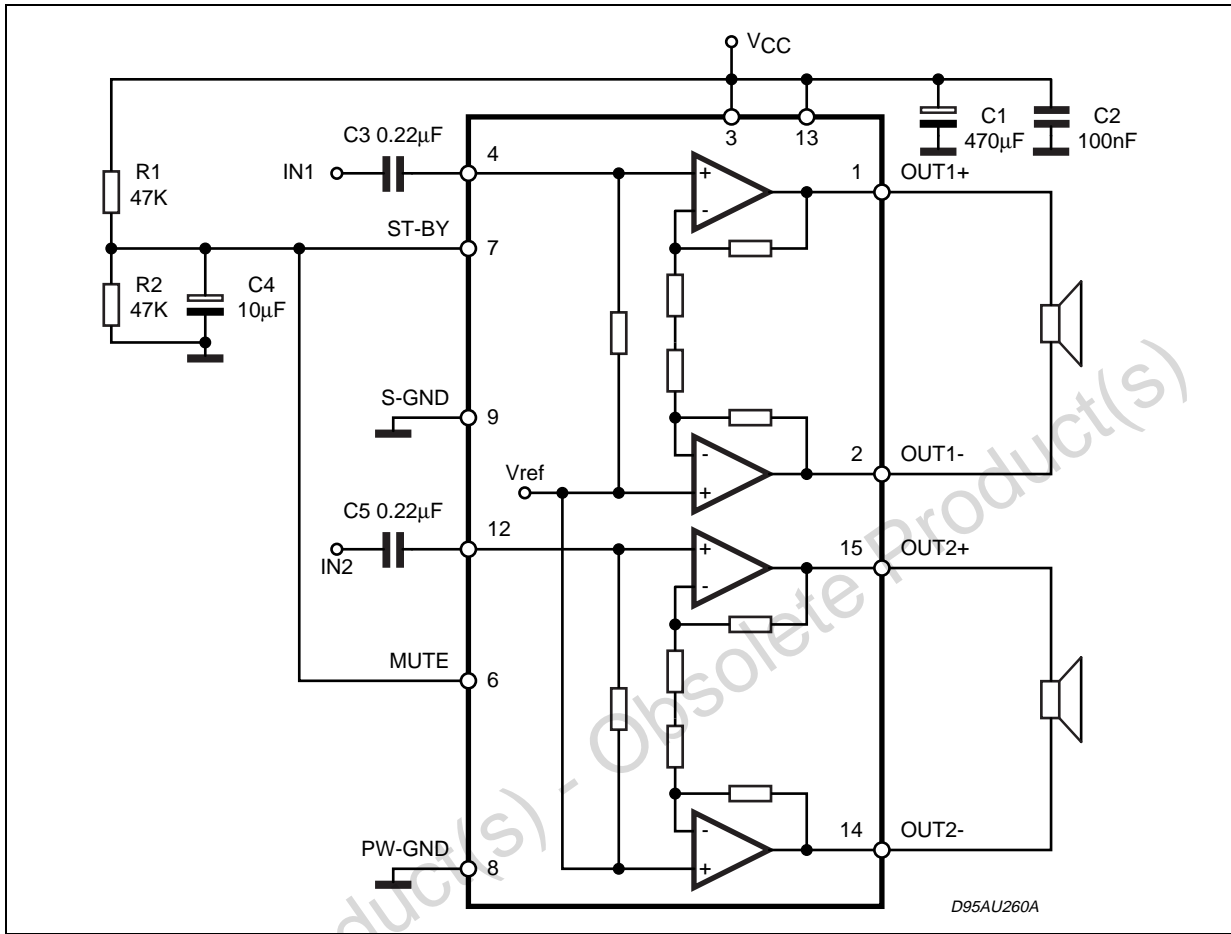 VCC
C3 0.22μF
3
13
C1
470μF
C2
100nF
IN1
4
+
-
1
OUT1+
R1
47K
ST-BY
7
R2
47K
C4
10μF
S-GND
9
-
+
2
OUT1-
Vref
C5 0.22μF
12
IN2
+
-
15
OUT2+
MUTE
6
-
+
14
OUT2-
PW-GND
8
D95AU260A
duct(s) - Obsolete Product(s)